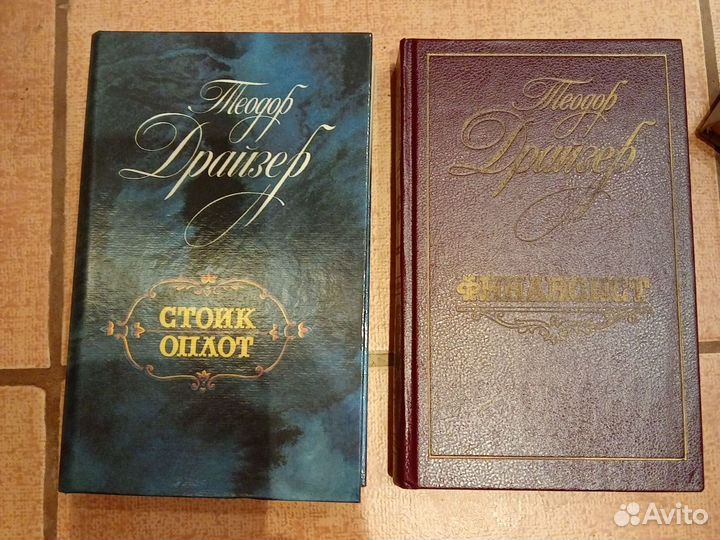 Теодор
Драйзер
СТОИК
ОПЛОТ
Теодор
Драйзер
ФИНАНСИСТ
Avito